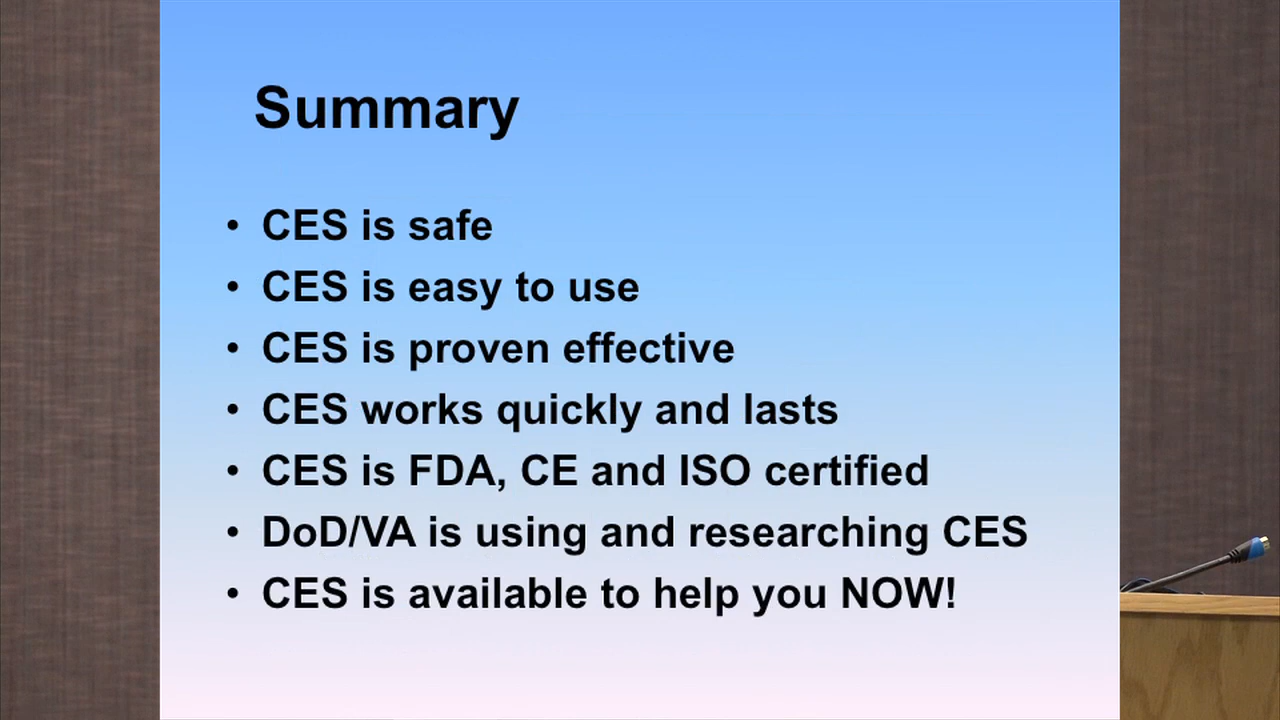 Summary
• CES is safe
• CES is easy to use
• CES is proven effective
• CES works quickly and lasts
• CES is FDA, CE and ISO certified
• DoD/VA is using and researching CES
• CES is available to help you NOW!